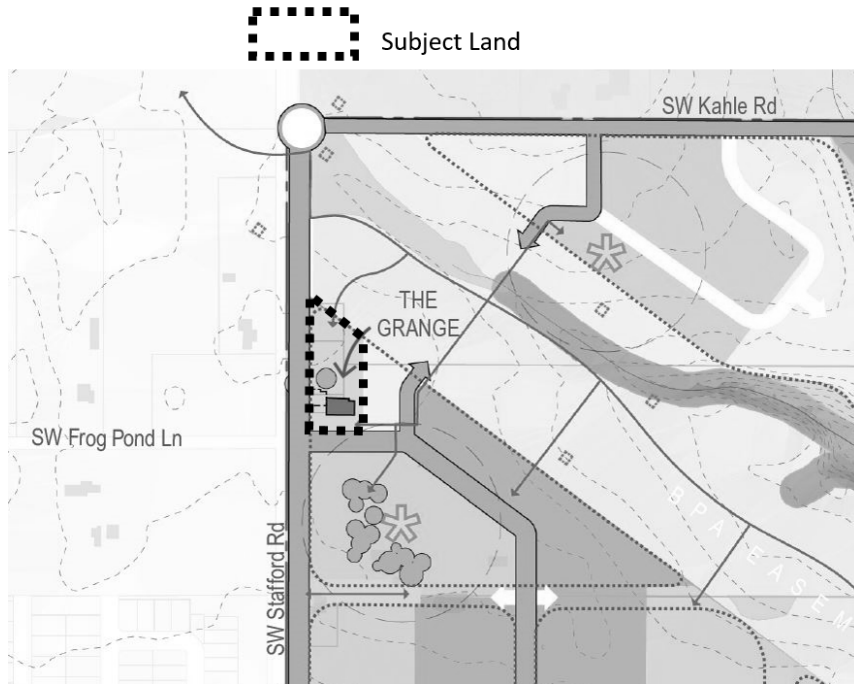 Subject Land
SW Kahle Rd
THE
GRANGE
SW Frog Pond Ln
SW Stafford Rd
BPA EASEM